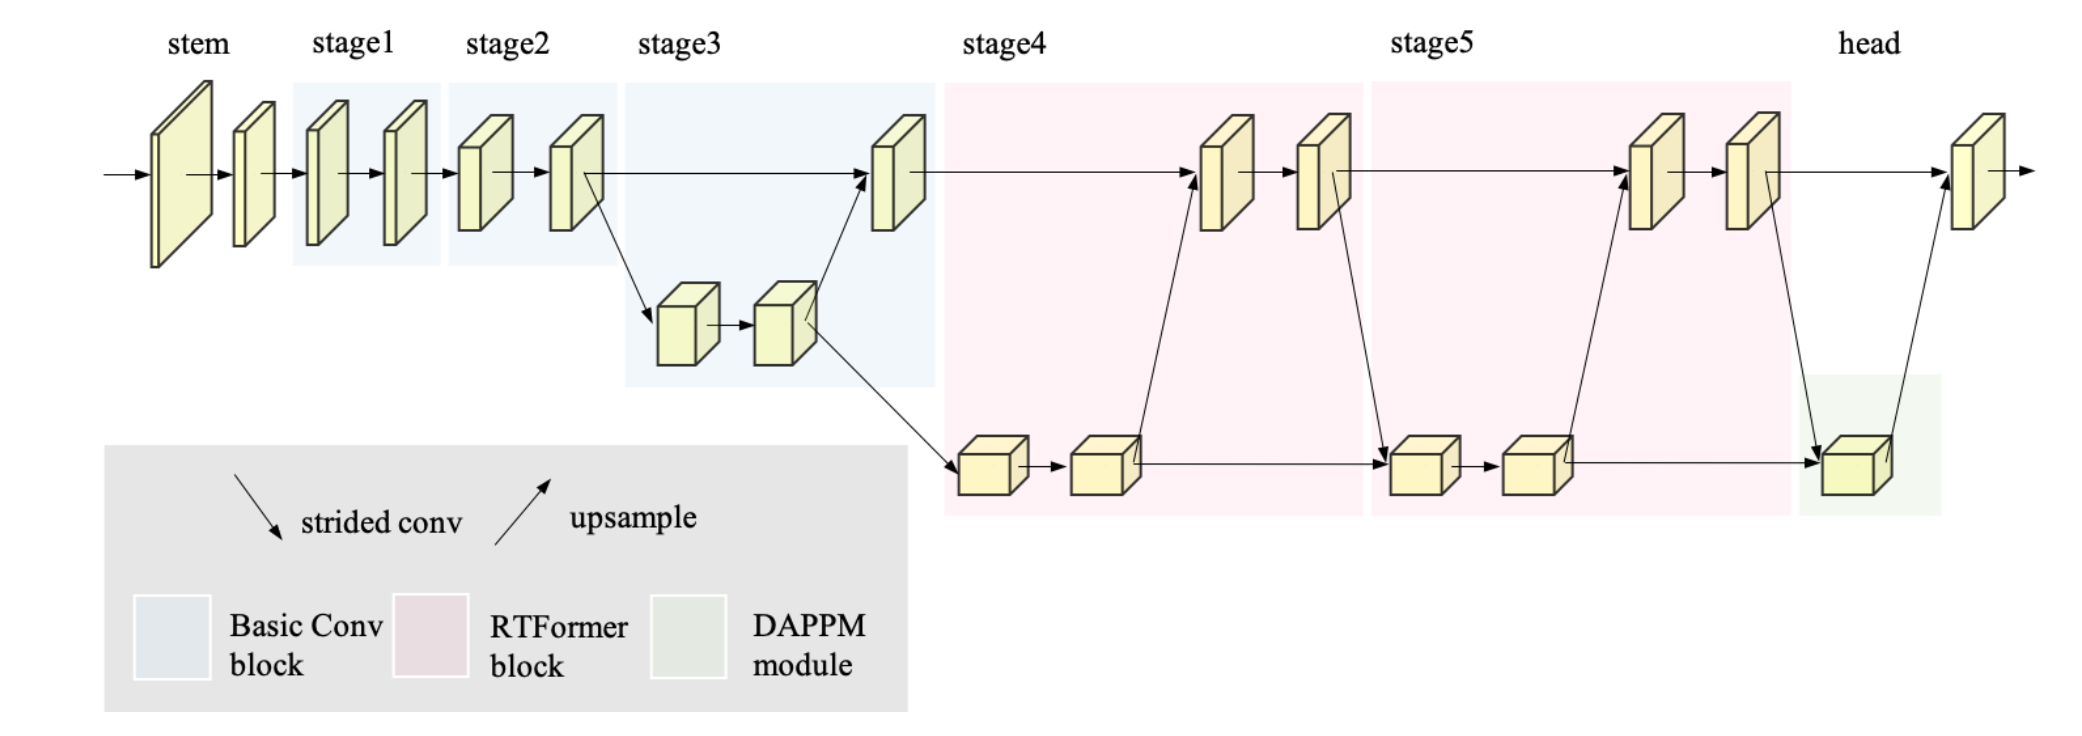 stem
stage1
stage2
stage3
stage4
stage5
head
strided conv
upsample
Basic Conv
block
RTFormer
block
DAPPM
module